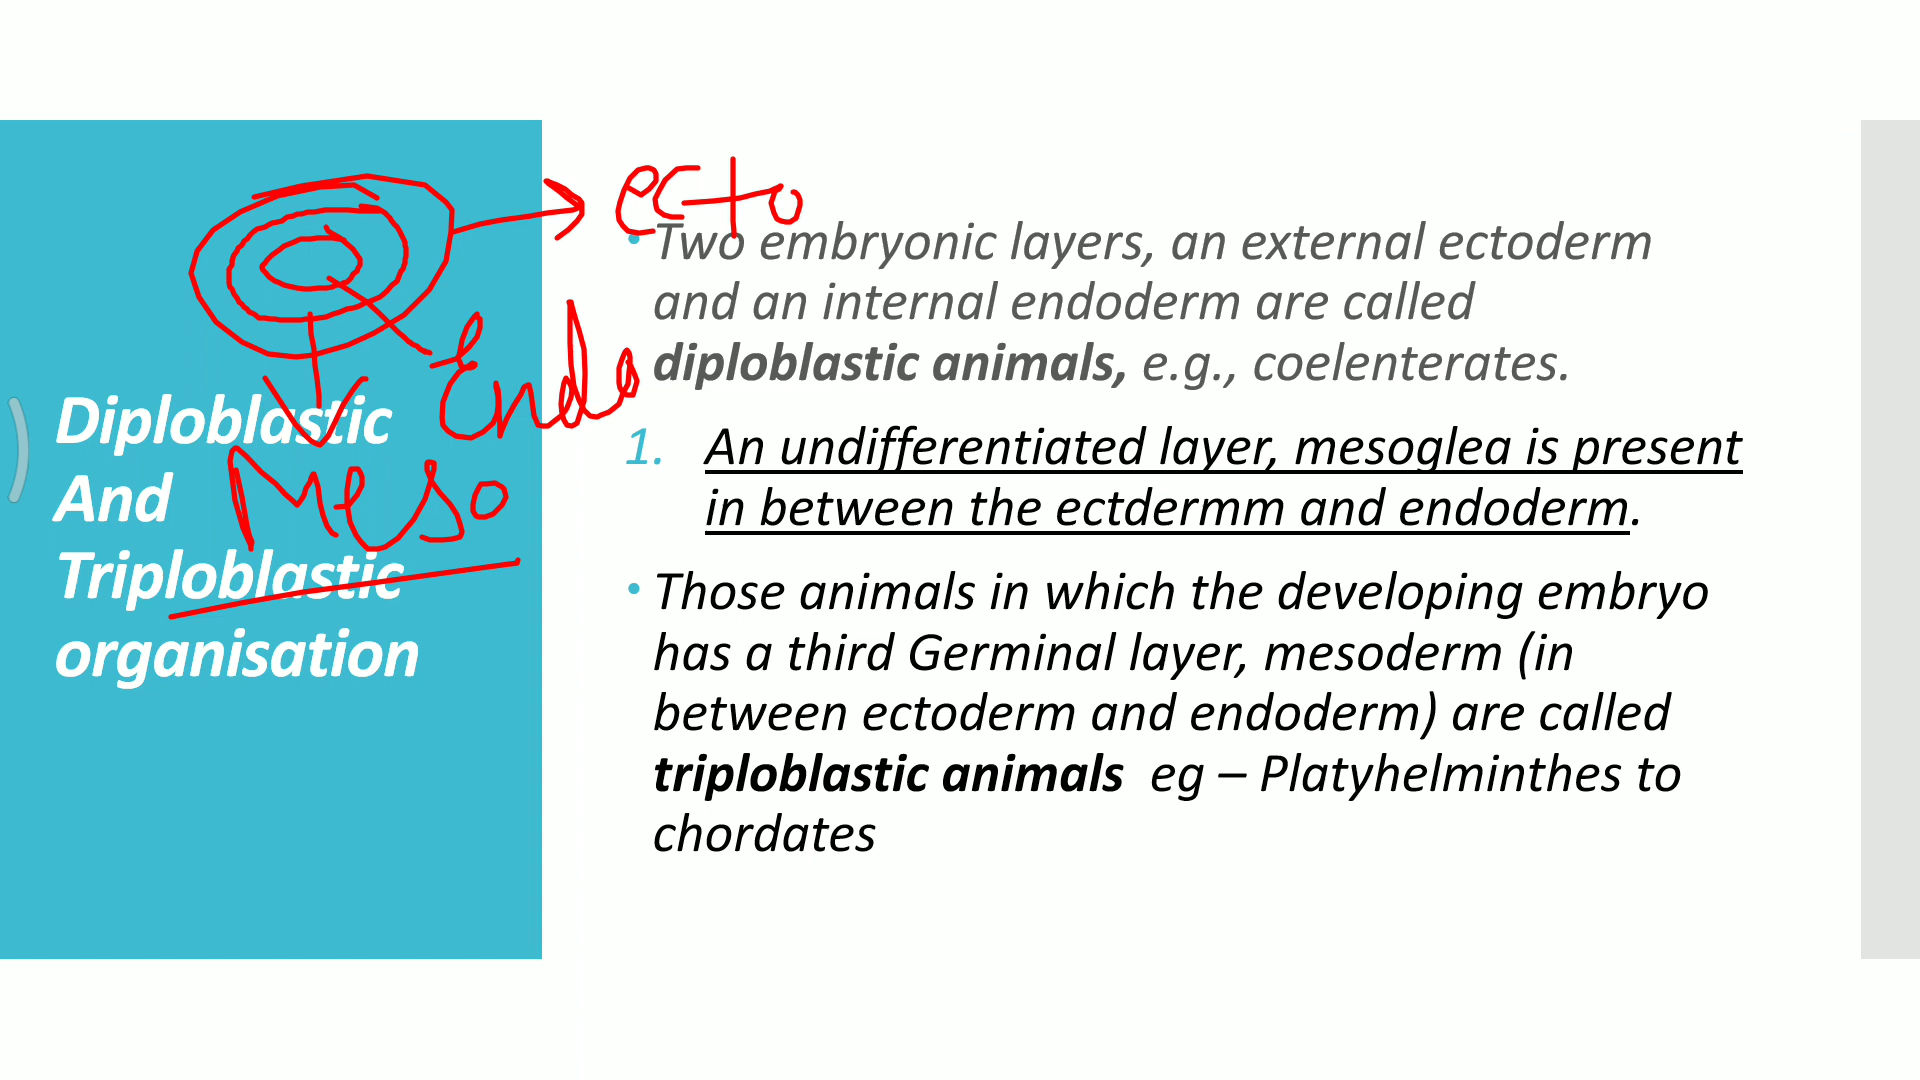 ecto
Endo
Meso
Diploblastic
And
Triploblastic
organisation
• Two embryonic layers, an external ectoderm
and an internal endoderm are called
diploblastic animals, e.g., coelenterates.
1. An undifferentiated layer, mesoglea is present
in between the ectdermm and endoderm.
• Those animals in which the developing embryo
has a third Germinal layer, mesoderm (in
between ectoderm and endoderm) are called
triploblastic animals eg – Platyhelminthes to
chordates